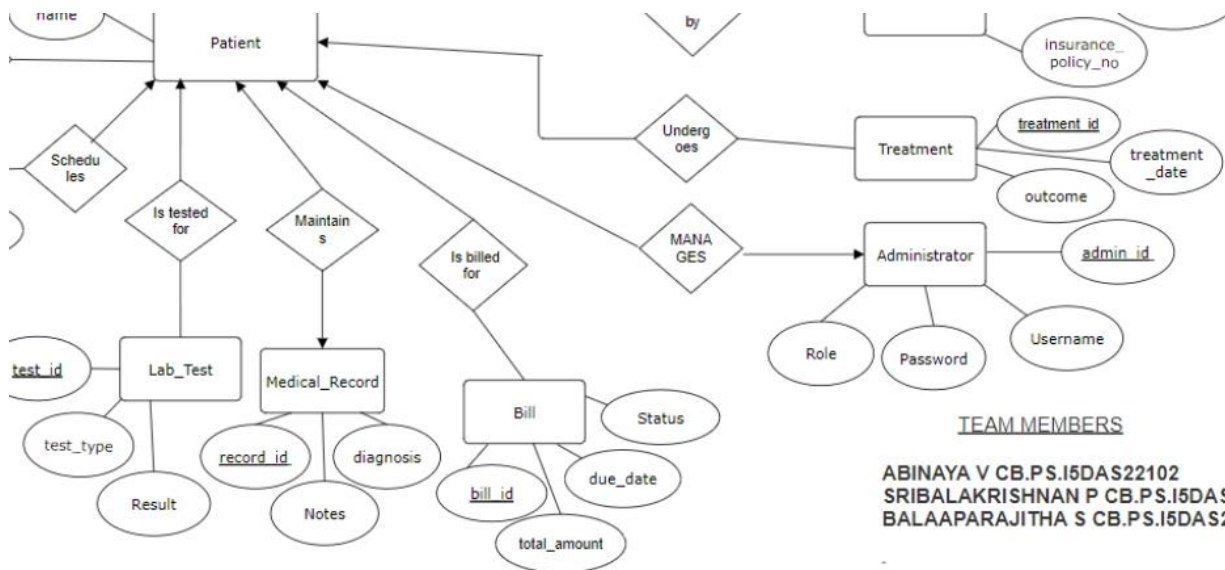 name
Patient
by
insurance_
policy_no
Schedu
les
Is tested
for
Maintain
s
Is billed
for
Underg
oes
MANA
GES
Treatment
treatment_id
treatment
_date
outcome
Administrator
admin_id
Role
Password
Username
Lab_Test
test_id
test_type
Result
Medical_Record
record_id
Notes
diagnosis
Bill
Status
bill_id
due_date
total_amount
TEAM MEMBERS
ABINAYA V CB.PS.I5DAS22102
SRIBALAKRISHNAN P CB.PS.I5DAS
BALAAPARAJITHA S CB.PS.I5DAS2